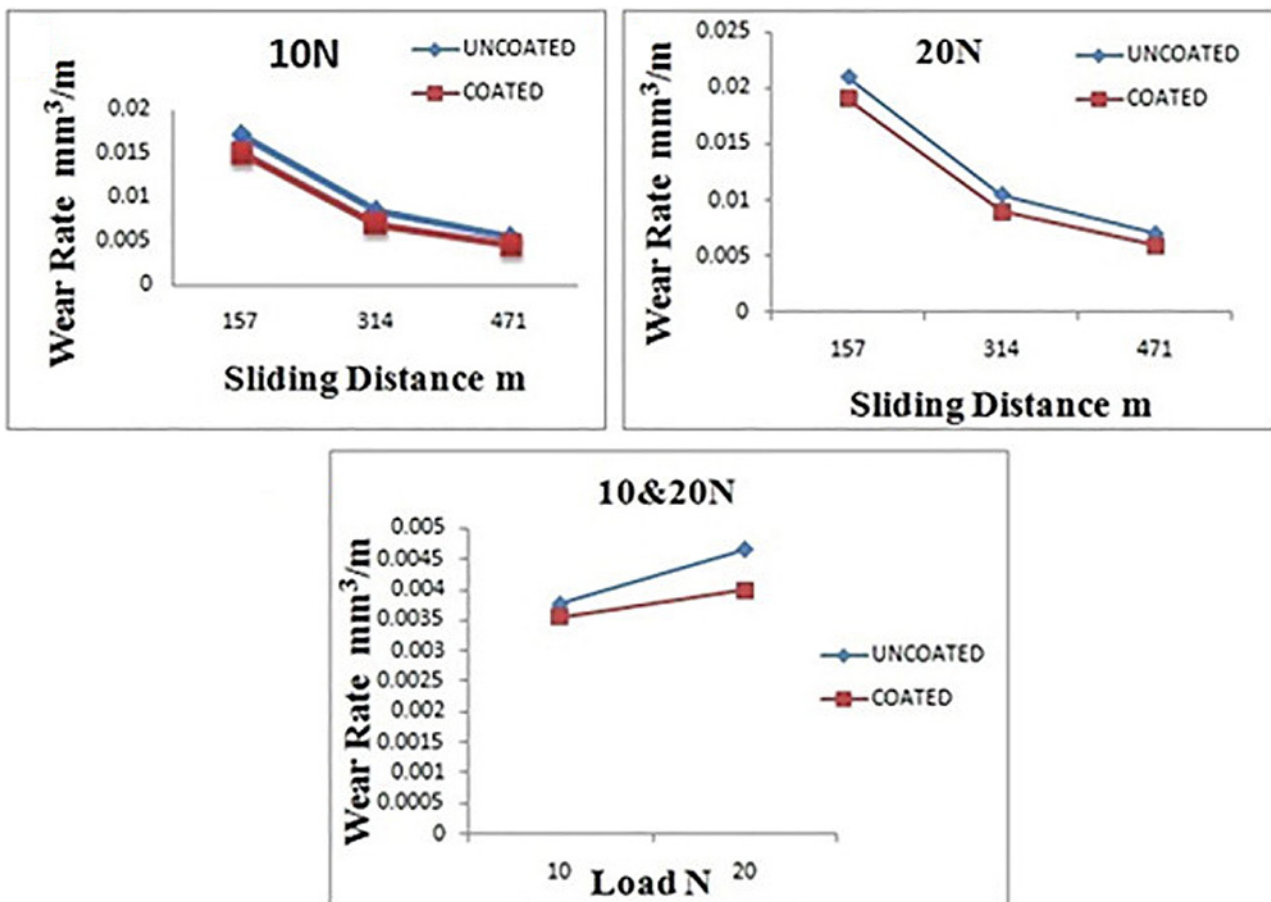 10N
UNCOATED
COATED
Wear Rate mm³/m
0.02
0.015
0.01
0.005
0
157 314 471
Sliding Distance m
20N
UNCOATED
COATED
Wear Rate mm³/m
0.025
0.02
0.015
0.01
0.005
0
157 314 471
Sliding Distance m
10&20N
UNCOATED
COATED
Wear Rate mm³/m
0.005
0.0045
0.004
0.0035
0.003
0.0025
0.002
0.0015
0.001
0.0005
0
10 20
Load N